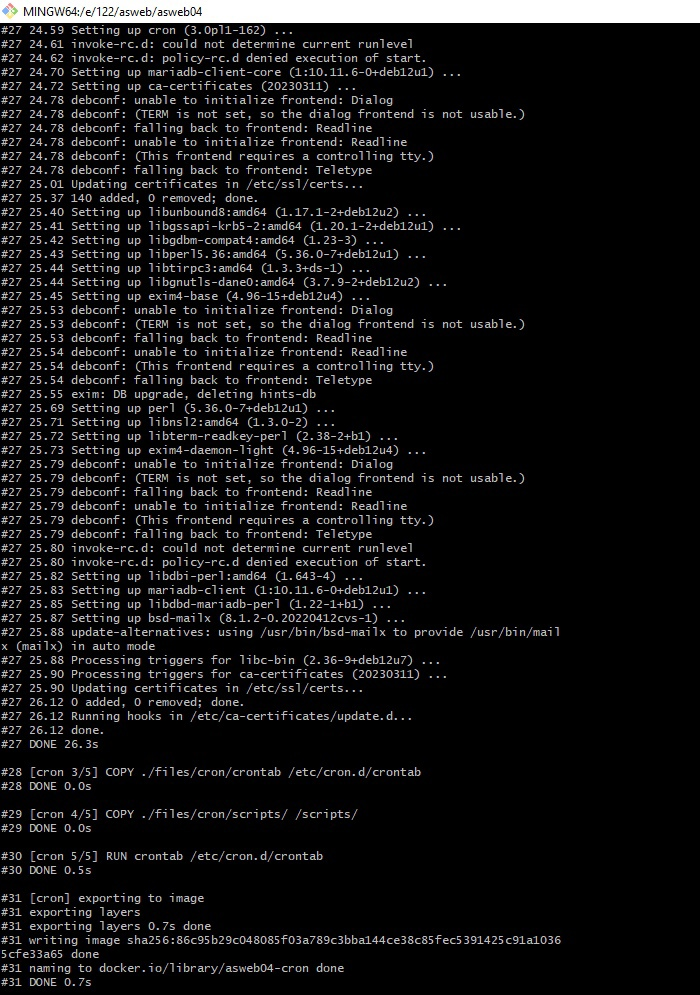 MINGW64:/e/122/asweb/asweb04
#27 24.59 Setting up cron (3.0pl1-162) ...
#27 24.61 invoke-rc.d: could not determine current runlevel
#27 24.62 invoke-rc.d: policy-rc.d denied execution of start.
#27 24.70 Setting up mariadb-client-core (1:10.11.6-0+deb12u1) ...
#27 24.72 Setting up ca-certificates (20230311) ...
#27 24.78 debconf: unable to initialize frontend: Dialog
#27 24.78 debconf: (TERM is not set, so the dialog frontend is not usable.)
#27 24.78 debconf: falling back to frontend: Readline
#27 24.78 debconf: unable to initialize frontend: Readline
#27 24.78 debconf: (This frontend requires a controlling tty.)
#27 24.78 debconf: falling back to frontend: Teletype
#27 25.01 Updating certificates in /etc/ssl/certs...
#27 25.37 140 added, 0 removed; done.
#27 25.40 Setting up libunbound8:amd64 (1.17.1-2+deb12u2) ...
#27 25.41 Setting up libgssapi-krb5-2:amd64 (1.20.1-2+deb12u1) ...
#27 25.42 Setting up libgdbm-compat4:amd64 (1.23-3) ...
#27 25.43 Setting up libperl5.36:amd64 (5.36.0-7+deb12u1) ...
#27 25.44 Setting up libtirpc3:amd64 (1.3.3+ds-1) ...
#27 25.44 Setting up libgnutls-dane0:amd64 (3.7.9-2+deb12u2) ...
#27 25.45 Setting up exim4-base (4.96-15+deb12u4) ...
#27 25.53 debconf: unable to initialize frontend: Dialog
#27 25.53 debconf: (TERM is not set, so the dialog frontend is not usable.)
#27 25.53 debconf: falling back to frontend: Readline
#27 25.54 debconf: unable to initialize frontend: Readline
#27 25.54 debconf: (This frontend requires a controlling tty.)
#27 25.54 debconf: falling back to frontend: Teletype
#27 25.55 exim: DB upgrade, deleting hints-db
#27 25.69 Setting up perl (5.36.0-7+deb12u1) ...
#27 25.71 Setting up libnsl2:amd64 (1.3.0-2) ...
#27 25.72 Setting up libterm-readkey-perl (2.38-2+b1) ...
#27 25.73 Setting up exim4-daemon-light (4.96-15+deb12u4) ...
#27 25.79 debconf: unable to initialize frontend: Dialog
#27 25.79 debconf: (TERM is not set, so the dialog frontend is not usable.)
#27 25.79 debconf: falling back to frontend: Readline
#27 25.79 debconf: unable to initialize frontend: Readline
#27 25.79 debconf: (This frontend requires a controlling tty.)
#27 25.79 debconf: falling back to frontend: Teletype
#27 25.80 invoke-rc.d: could not determine current runlevel
#27 25.80 invoke-rc.d: policy-rc.d denied execution of start.
#27 25.82 Setting up libdbi-perl:amd64 (1.643-4) ...
#27 25.83 Setting up mariadb-client (1:10.11.6-0+deb12u1) ...
#27 25.85 Setting up libdbd-mariadb-perl (1.22-1+b1) ...
#27 25.87 Setting up bsd-mailx (8.1.2-0.20220412cvs-1) ...
#27 25.88 update-alternatives: using /usr/bin/bsd-mailx to provide /usr/bin/mail
x (mailx) in auto mode
#27 25.88 Processing triggers for libc-bin (2.36-9+deb12u7) ...
#27 25.90 Processing triggers for ca-certificates (20230311) ...
#27 25.90 Updating certificates in /etc/ssl/certs...
#27 26.12 0 added, 0 removed; done.
#27 26.12 Running hooks in /etc/ca-certificates/update.d...
#27 26.12 done.
#27 DONE 26.3s
#28 [cron 3/5] COPY ./files/cron/crontab /etc/cron.d/crontab
#28 DONE 0.0s
#29 [cron 4/5] COPY ./files/cron/scripts/ /scripts/
#29 DONE 0.0s
#30 [cron 5/5] RUN crontab /etc/cron.d/crontab
#30 DONE 0.5s
#31 [cron] exporting to image
#31 exporting layers
#31 exporting layers 0.7s done
#31 writing image sha256:86c95b29c048085f03a789c3bba144ce38c85fec5391425c91a1036
5cfe33a65 done
#31 naming to docker.io/library/asweb04-cron done
#31 DONE 0.7s